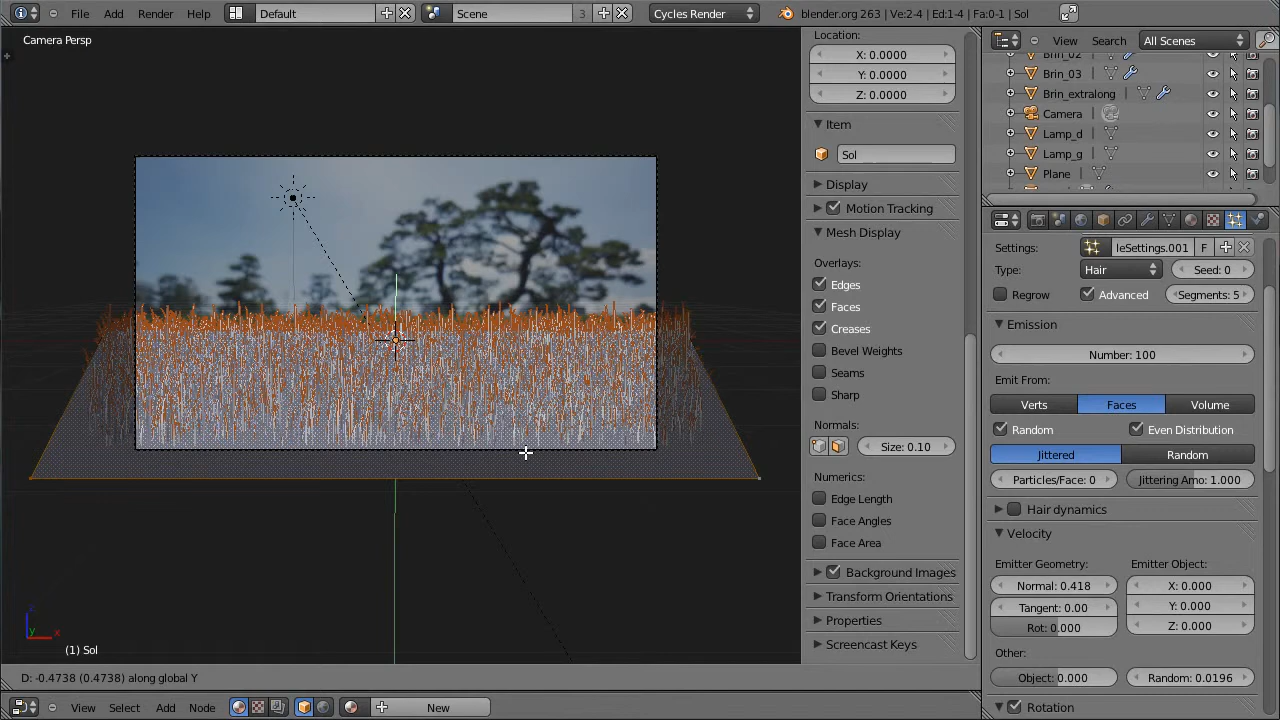 File Add Render Help Default Scene 3 Cycles Render blender.org 263 | Ve:2-4 | Ed:1-4 | Fa:0-1 | Sol
Camera Persp
(1) Sol
D: -0.4738 (0.4738) along global Y
View Select Add Node New
Location:
X: 0.0000
Y: 0.0000
Z: 0.0000
Item
Sol
Display
Motion Tracking
Mesh Display
Overlays:
Edges
Faces
Creases
Bevel Weights
Seams
Sharp
Normals:
Size: 0.10
Numerics:
Edge Length
Face Angles
Face Area
Background Images
Transform Orientations
Properties
Screencast Keys
View Search All Scenes
Brin_02
Brin_03
Brin_extralong
Camera
Lamp_d
Lamp_g
Plane
Settings: leSettings.001 F
Type: Hair Seed: 0
Regrow Advanced Segments: 5
Emission
Number: 100
Emit From:
Verts Faces Volume
Random Even Distribution
Jittered Random
Particles/Face: 0 Jittering Amo: 1.000
Hair dynamics
Velocity
Emitter Geometry: Emitter Object:
Normal: 0.418 X: 0.000
Tangent: 0.00 Y: 0.000
Rot: 0.000 Z: 0.000
Other:
Object: 0.000 Random: 0.0196
Rotation
z
y x